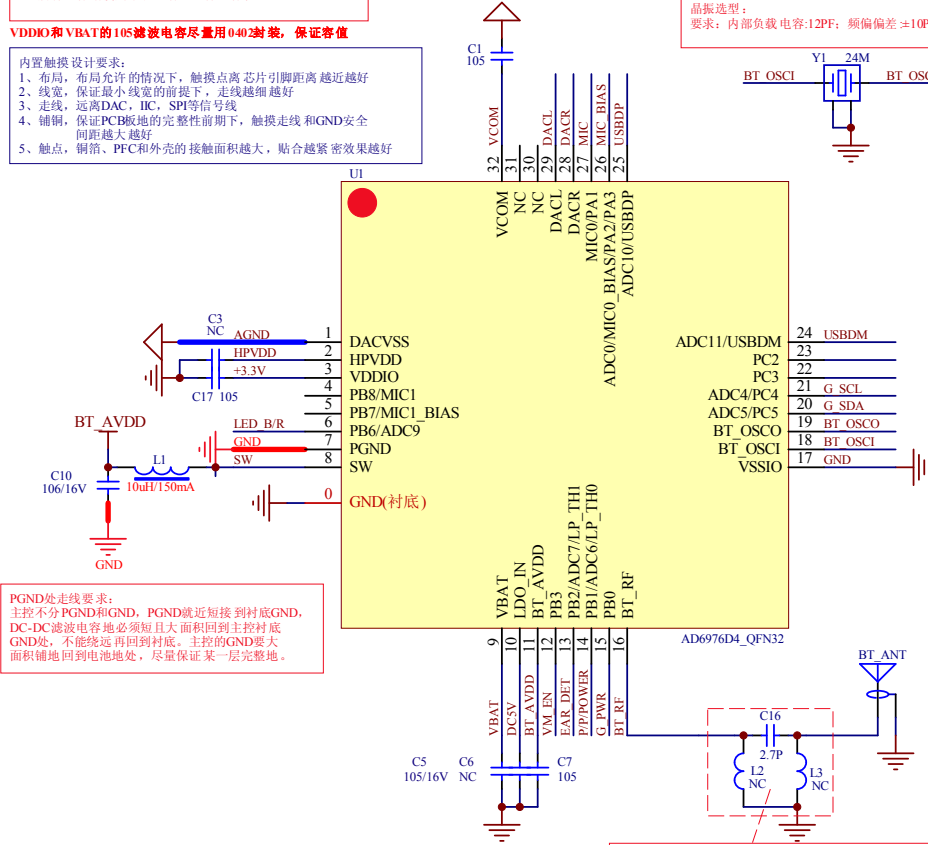 晶振选型：
要求：内部负载电容:12PF；频偏偏差:±10P
VDDIO和VBAT的105滤波电容尽量用0402封装，保证容值
内置触摸设计要求：
1、布局，布局允许的情况下，触摸点离芯片引脚距离越近越好
2、线宽，保证最小线宽的前提下，走线越细越好
3、走线，远离DAC，IIC，SPI等信号线
4、铺铜，保证PCB板地的完整性前期下，触摸走线和GND安全
间距越大越好
5、触点，铜箔、PFC和外壳的接触面积越大，贴合越紧密效果越好
C1
105
Y1 24M
BT_OSCI
BT_OSC
VCOM
DACL
DACR
MIC
MIC_BIAS
USBDP
32
31
30
29
28
27
26
25
U1
VCOM
NC
NC
DACL
DACR
MIC0/PA1
ADC0/MIC0_BIAS/PA2/PA3
ADC10/USBDP
C3
NC
AGND 1 DACVSS
HPVDD 2 HPVDD
+3.3V 3 VDDIO
C17 105
4 PB8/MIC1
5 PB7/MIC1_BIAS
LED_B/R 6 PB6/ADC9
GND 7 PGND
SW 8 SW
0 GND(衬底)
ADC11/USBDM 24 USBDM
PC2 23
PC3 22
ADC4/PC4 21 G_SCL
ADC5/PC5 20 G_SDA
BT_OSCO 19 BT_OSCO
BT_OSCI 18 BT_OSCI
VSSIO 17 GND
BT_AVDD
L1
10uH/150mA
C10
106/16V
GND
PGND处走线要求：
主控不分PGND和GND，PGND就近短接到衬底GND，
DC-DC滤波电容地必须短且大面积回到主控衬底
GND处，不能绕远再回到衬底。主控的GND要大
面积铺地回到电池地处，尽量保证某一层完整地。
VBAT
LDO_IN
BT_AVDD
PB3
PB2/ADC7/LP_TH1
PB1/ADC6/LP_TH0
PB0
BT_RF
AD6976D4_QFN32
9
10
11
12
13
14
15
16
VBAT
DC5V
BT_AVDD
VM_EN
EAR_DET
P/P/POWER
G_PWR
BT_RF
C5
105/16V
C6
NC
C7
105
BT_ANT
C16
2.7P
L2
NC
L3
NC